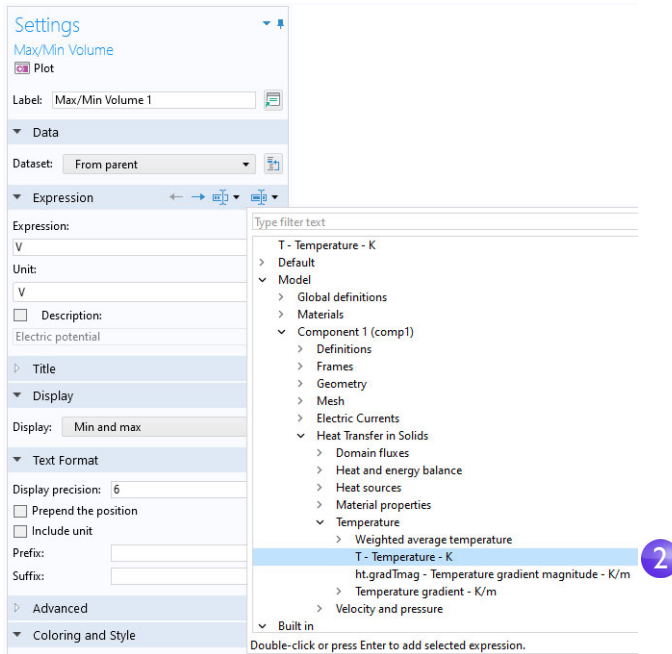 Settings
Max/Min Volume
Plot
Label: Max/Min Volume 1
Data
Dataset: From parent
Expression
Expression:
V
Unit:
V
Description:
Electric potential
Title
Display
Display: Min and max
Text Format
Display precision: 6
Prepend the position
Include unit
Prefix:
Suffix:
Advanced
Coloring and Style
Type filter text
T - Temperature - K
Default
Model
Global definitions
Materials
Component 1 (comp1)
Definitions
Frames
Geometry
Mesh
Electric Currents
Heat Transfer in Solids
Domain fluxes
Heat and energy balance
Heat sources
Material properties
Temperature
Weighted average temperature
T - Temperature - K
ht.gradTmag - Temperature gradient magnitude - K/m
Temperature gradient - K/m
Velocity and pressure
Built in
Double-click or press Enter to add selected expression.
2